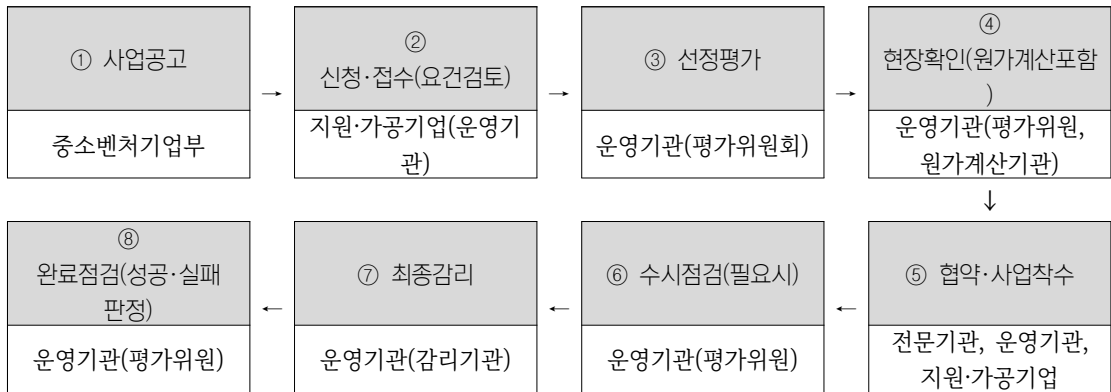 ① 사업공고
중소벤처기업부
→
②
신청·접수(요건검토)
지원·가공기업(운영기
관)
→
③ 선정평가
운영기관(평가위원회)
→
④
현장확인(원가계산포함
)
운영기관(평가위원,
원가계산기관)
↓
⑤ 협약·사업착수
전문기관, 운영기관,
지원·가공기업
←
⑥ 수시점검(필요시)
운영기관(평가위원)
←
⑦ 최종감리
운영기관(감리기관)
←
⑧
완료점검(성공·실패
판정)
운영기관(평가위원)